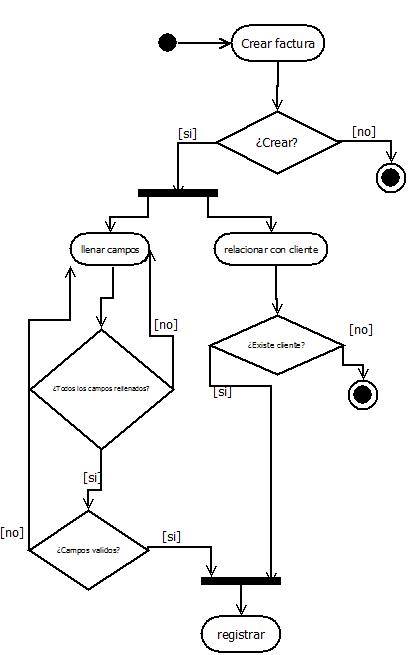 Crear factura
[si]
¿Crear?
[no]
llenar campos
relacionar con cliente
[no]
¿Existe cliente?
[no]
¿Todos los campos rellenados?
[si]
[si]
[no]
¿Campos validos?
[si]
registrar